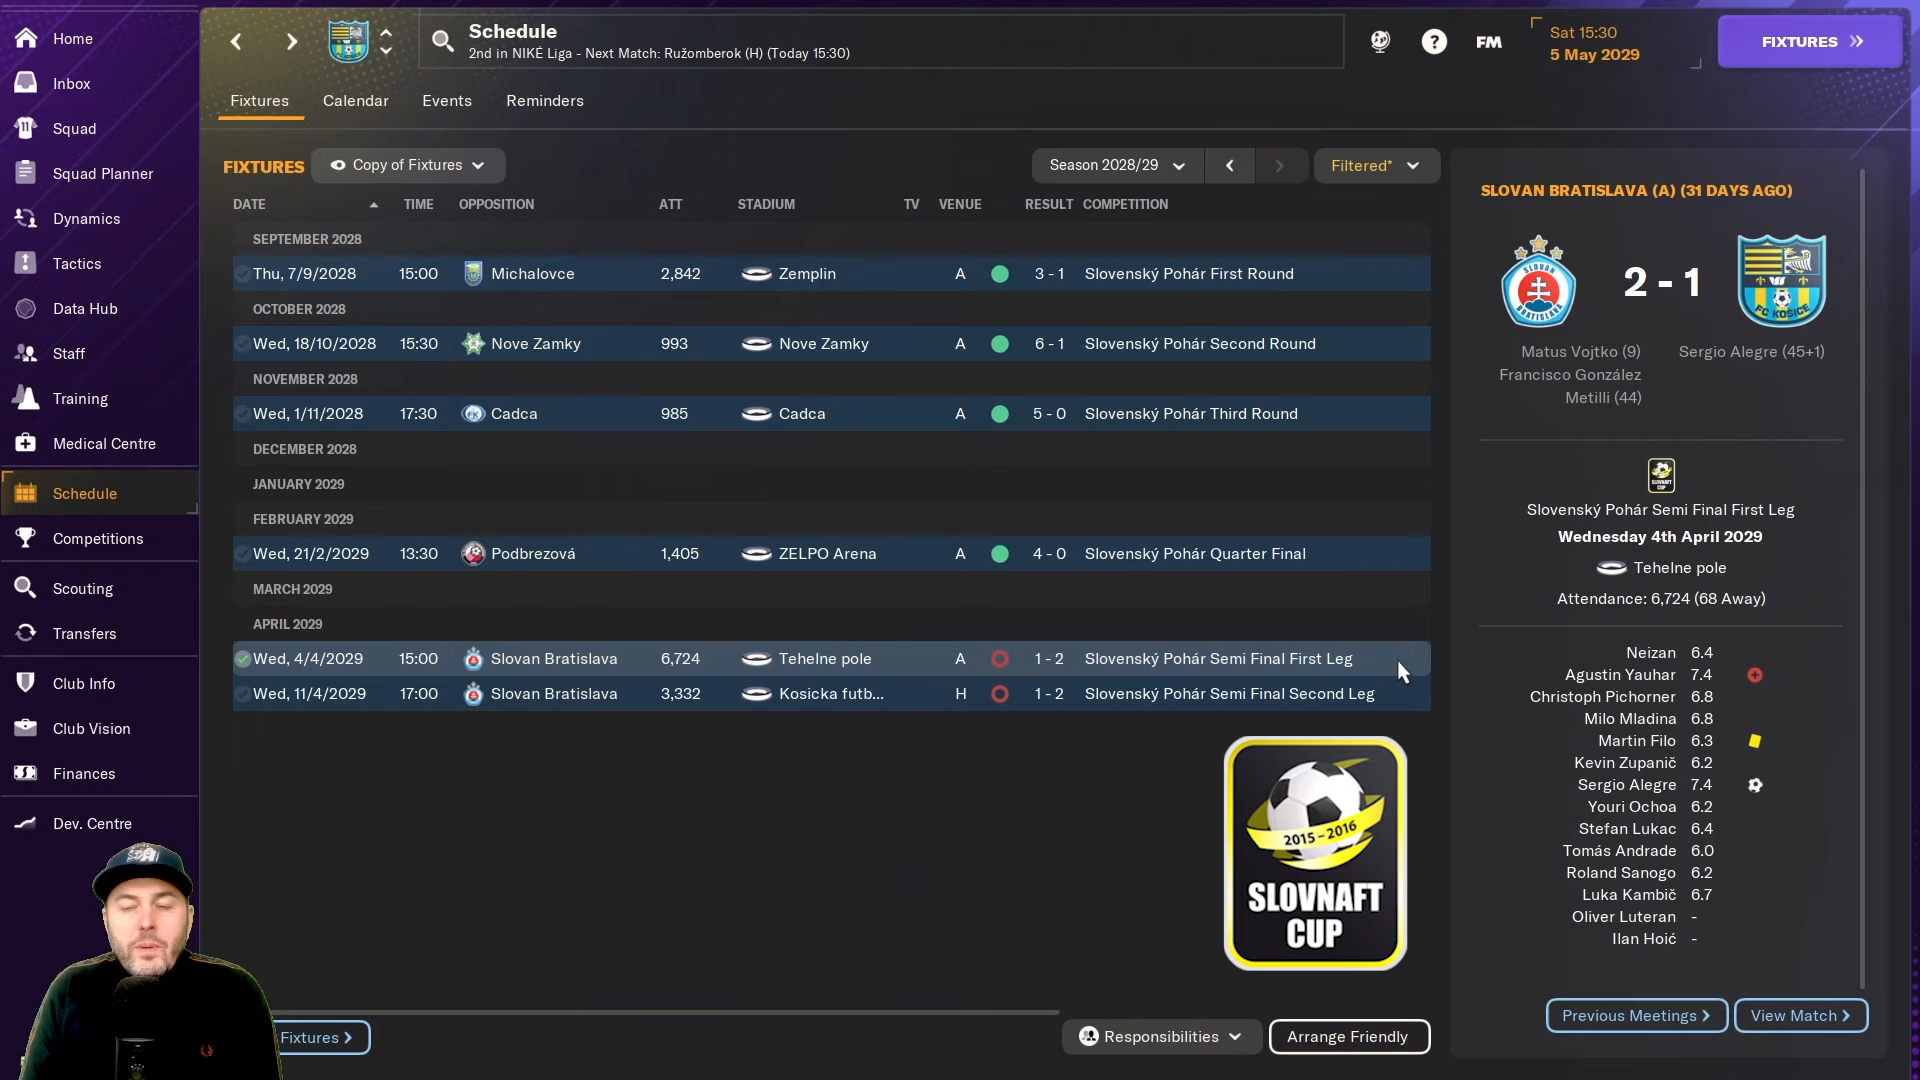 Home
Inbox
Squad
Squad Planner
Dynamics
Tactics
Data Hub
Staff
Training
Medical Centre
Schedule
Competitions
Scouting
Transfers
Club Info
Club Vision
Finances
Dev. Centre
Schedule
2nd in NIKÉ Liga - Next Match: Ružomberok (H) (Today 15:30)
FM
Sat 15:30
5 May 2029
FIXTURES
Fixtures Calendar Events Reminders
FIXTURES Copy of Fixtures Season 2028/29 Filtered*
DATE TIME OPPOSITION ATT STADIUM TV VENUE RESULT COMPETITION
SEPTEMBER 2028
Thu, 7/9/2028 15:00 Michalovce 2,842 Zemplin A 3 - 1 Slovenský Pohár First Round
OCTOBER 2028
Wed, 18/10/2028 15:30 Nove Zamky 993 Nove Zamky A 6 - 1 Slovenský Pohár Second Round
NOVEMBER 2028
Wed, 1/11/2028 17:30 Cadca 985 Cadca A 5 - 0 Slovenský Pohár Third Round
DECEMBER 2028
JANUARY 2029
FEBRUARY 2029
Wed, 21/2/2029 13:30 Podbrezová 1,405 ZELPO Arena A 4 - 0 Slovenský Pohár Quarter Final
MARCH 2029
APRIL 2029
Wed, 4/4/2029 15:00 Slovan Bratislava 6,724 Tehelne pole A 1 - 2 Slovenský Pohár Semi Final First Leg
Wed, 11/4/2029 17:00 Slovan Bratislava 3,332 Kosicka futb... H 1 - 2 Slovenský Pohár Semi Final Second Leg
2015-2016
SLOVNAFT
CUP
Fixtures
Responsibilities
Arrange Friendly
SLOVAN BRATISLAVA (A) (31 DAYS AGO)
SLOVAN
BRATISLAVA
2 - 1
FC KOŠICE
Matus Vojtko (9)
Francisco González
Metilli (44)
Sergio Alegre (45+1)
SLOVNAFT
CUP
Slovenský Pohár Semi Final First Leg
Wednesday 4th April 2029
Tehelne pole
Attendance: 6,724 (68 Away)
Neizan 6.4
Agustin Yauhar 7.4
Christoph Pichorner 6.8
Milo Mladina 6.8
Martin Filo 6.3
Kevin Zupanič 6.2
Sergio Alegre 7.4
Youri Ochoa 6.2
Stefan Lukac 6.4
Tomás Andrade 6.0
Roland Sanogo 6.2
Luka Kambič 6.7
Oliver Luteran -
Ilan Hoić -
Previous Meetings
View Match